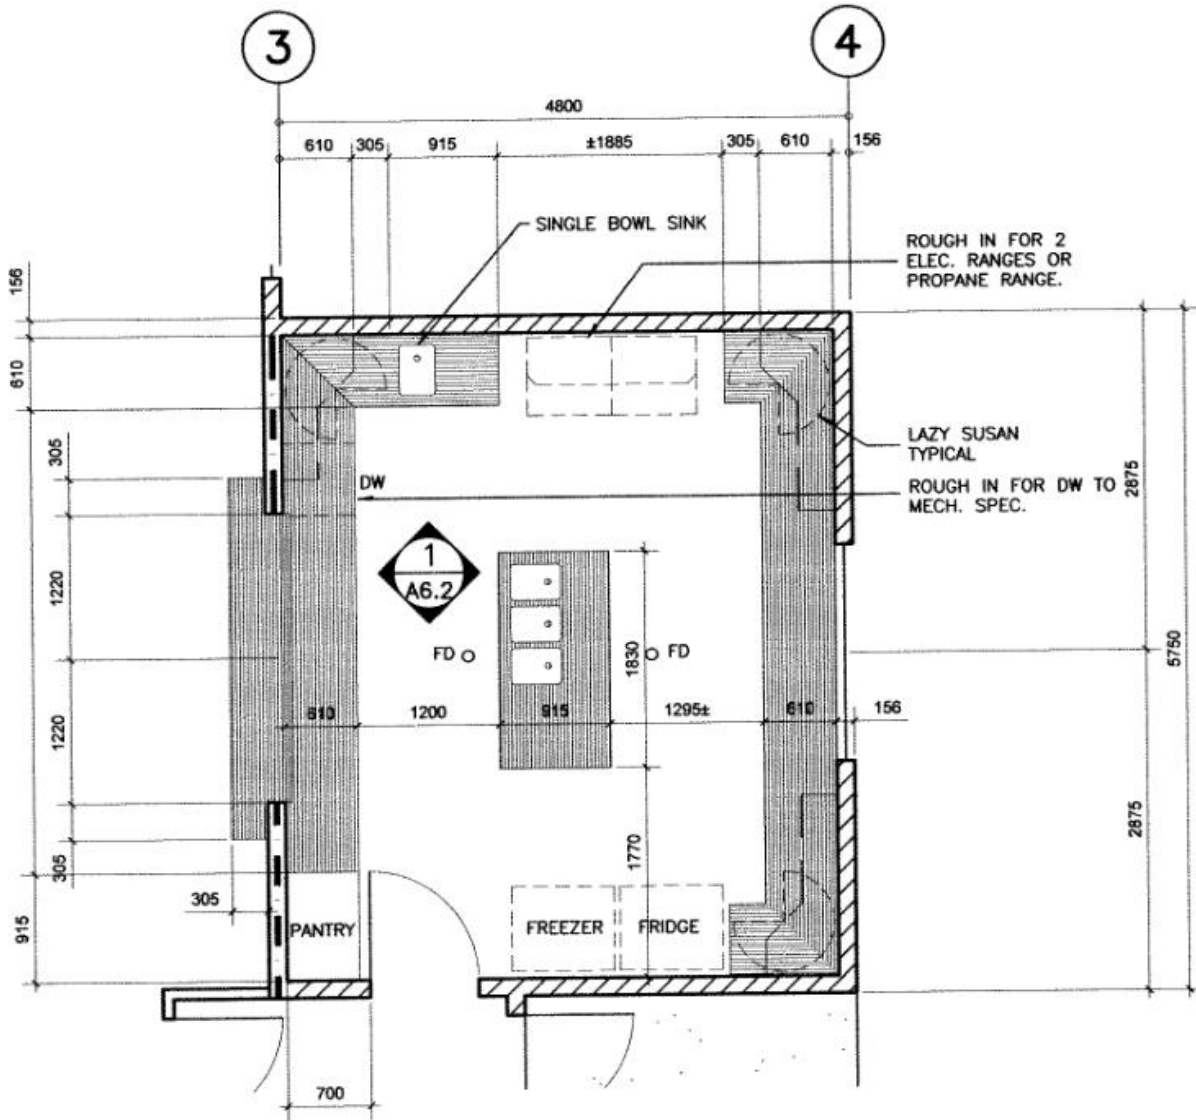 3
4
4800
610
305
915
±1885
305
610
156
SINGLE BOWL SINK
ROUGH IN FOR 2
ELEC. RANGES OR
PROPANE RANGE.
156
610
305
LAZY SUSAN
TYPICAL
DW
ROUGH IN FOR DW TO
MECH. SPEC.
2875
1
A6.2
1220
FD
FD
1830
5750
1220
610
1200
915
1295±
610
156
1770
2875
305
305
915
PANTRY
FREEZER
FRIDGE
700